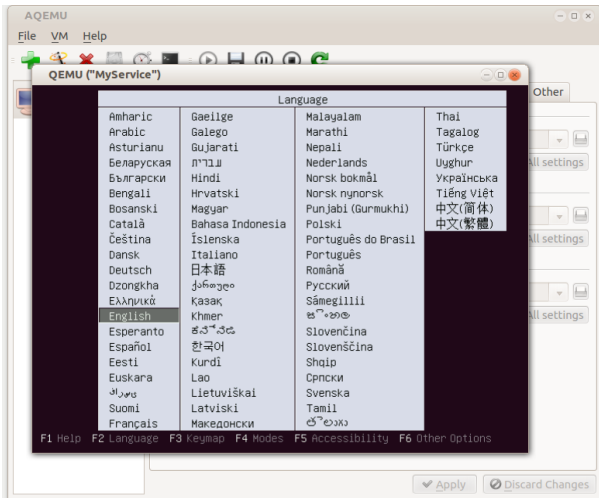 AQEMU
File VM Help
QEMU ("MyService")
Other
Language
Amharic
Arabic
Asturianu
Беларуская
Български
Bengali
Bosanski
Català
Čeština
Dansk
Deutsch
Dzongkha
Ελληνικά
English
Esperanto
Español
Eesti
Euskara
Suomi
Français
Gaeilge
Galego
Gujarati
עברית
Hindi
Hrvatski
Magyar
Bahasa Indonesia
Íslenska
Italiano
日本語
ქართული
Қазақ
Khmer
ಕನ್ನಡ
한국어
Kurdî
Lao
Lietuviškai
Latviski
Македонски
Malayalam
Marathi
Nepali
Nederlands
Norsk bokmål
Norsk nynorsk
Punjabi (Gurmukhi)
Polski
Português do Brasil
Português
Română
Русский
Sámegillii
සිංහල
Slovenčina
Slovenščina
Shqip
Српски
Svenska
Tamil
తెలుగు
Thai
Tagalog
Türkçe
Uyghur
Українська
Tiếng Việt
中文(简体)
中文(繁體)
All settings
All settings
All settings
F1 Help F2 Language F3 Keymap F4 Modes F5 Accessibility F6 Other Options
Apply
Discard Changes